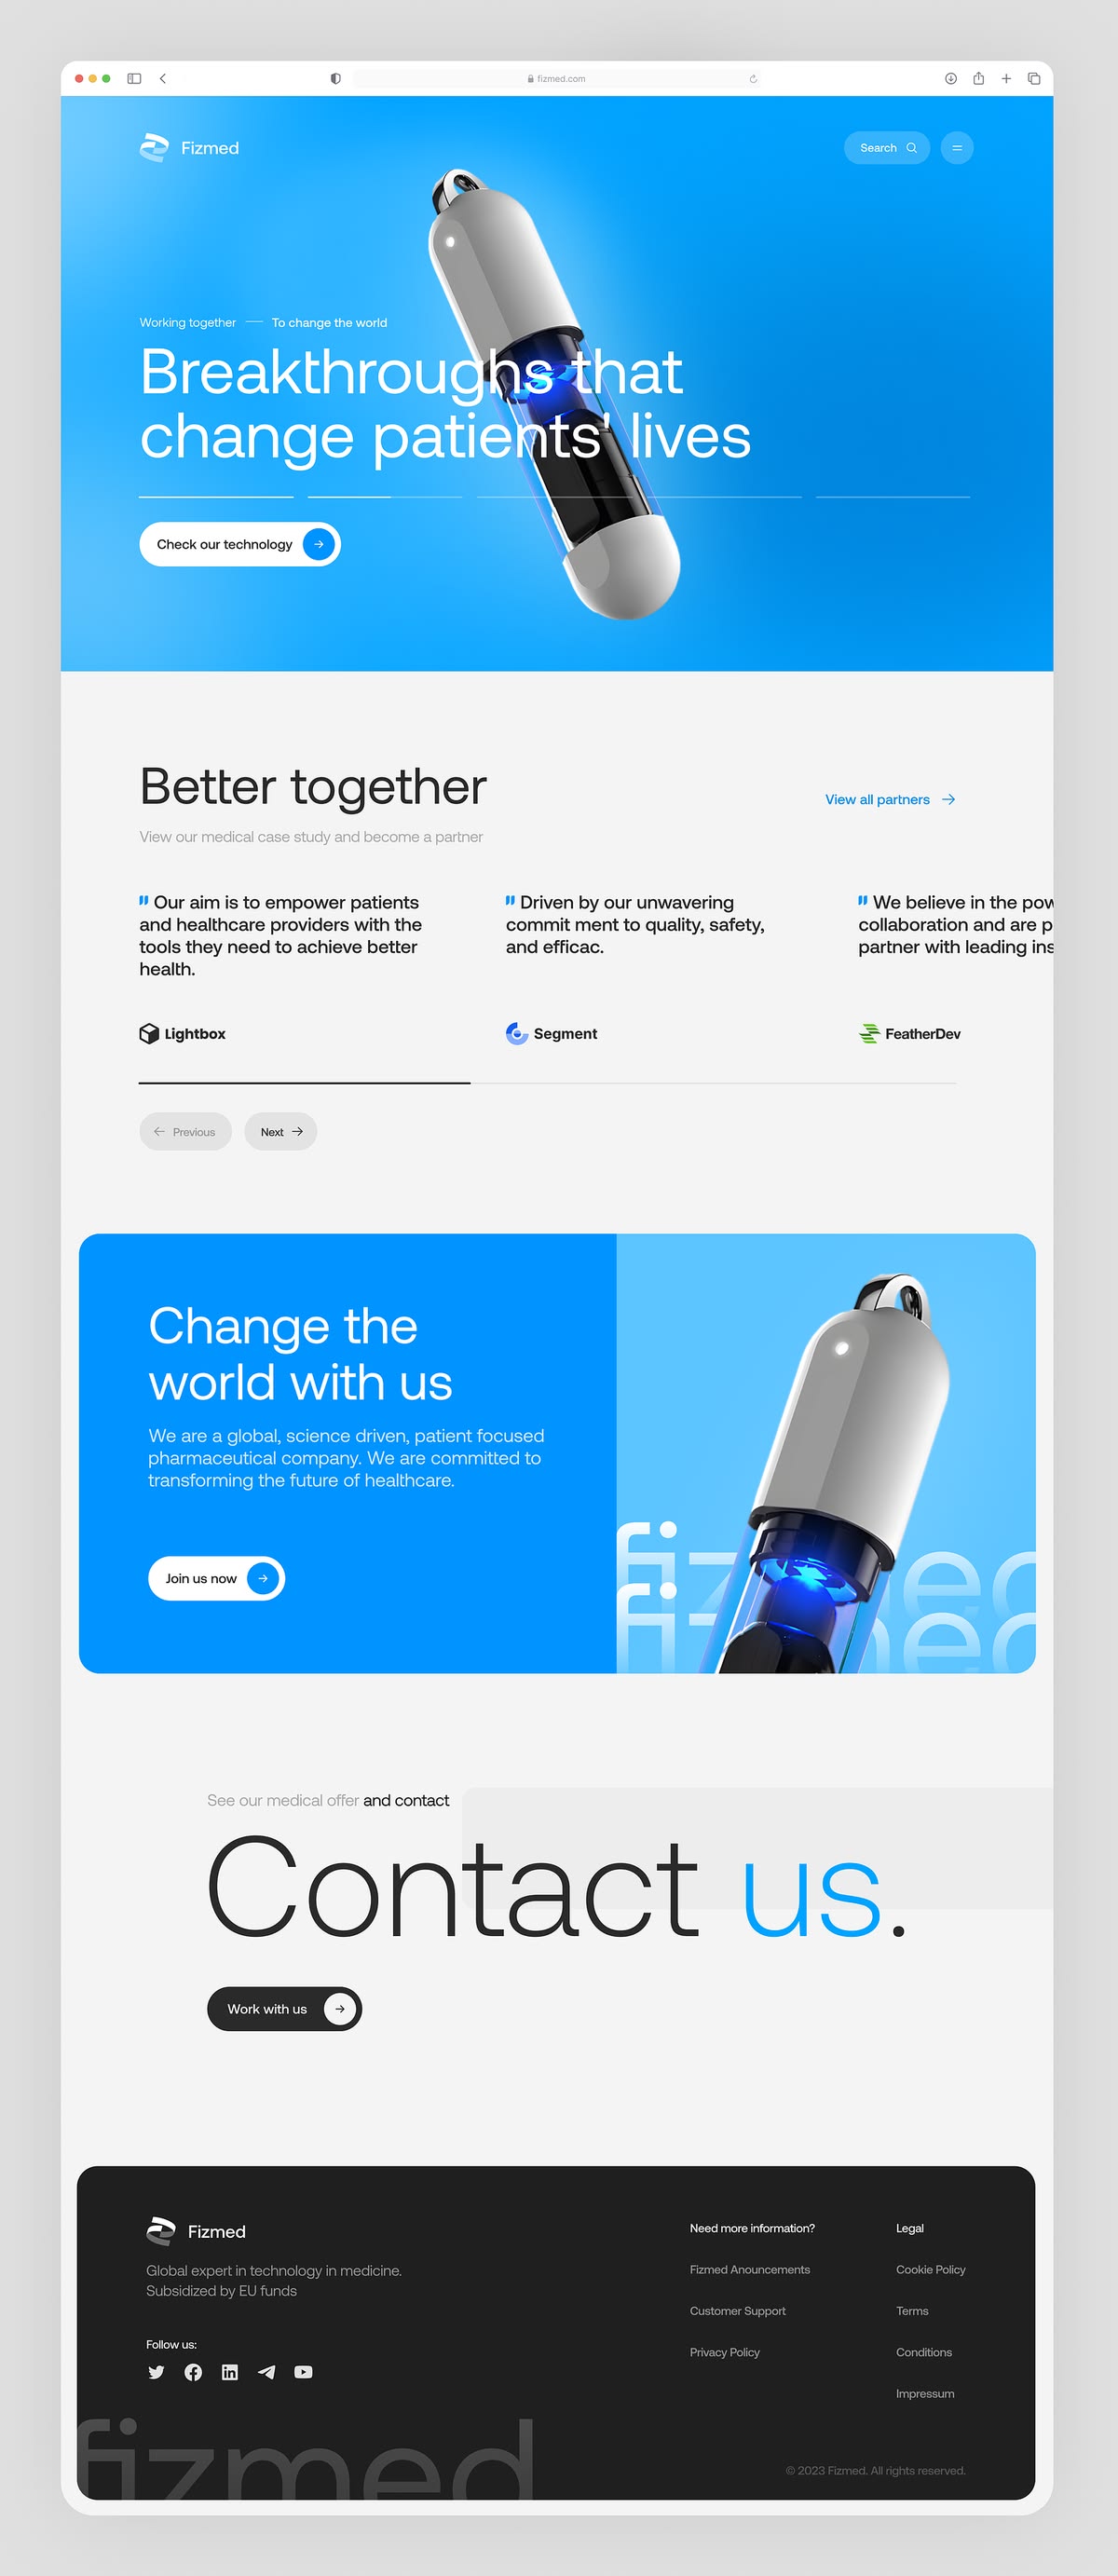 fizmed.com
Fizmed
Search
Working together — To change the world
Breakthroughs that
change patients' lives
Check our technology
Better together
View all partners
View our medical case study and become a partner
" Our aim is to empower patients
and healthcare providers with the
tools they need to achieve better
health.
" Driven by our unwavering
commit ment to quality, safety,
and efficac.
" We believe in the pow
collaboration and are p
partner with leading ins
Lightbox
Segment
FeatherDev
Previous
Next
Change the
world with us
We are a global, science driven, patient focused
pharmaceutical company. We are committed to
transforming the future of healthcare.
Join us now
See our medical offer and contact
Contact us.
Work with us
Fizmed
Global expert in technology in medicine.
Subsidized by EU funds
Follow us:
Need more information?
Fizmed Anouncements
Customer Support
Privacy Policy
Legal
Cookie Policy
Terms
Conditions
Impressum
fizmed
© 2023 Fizmed. All rights reserved.